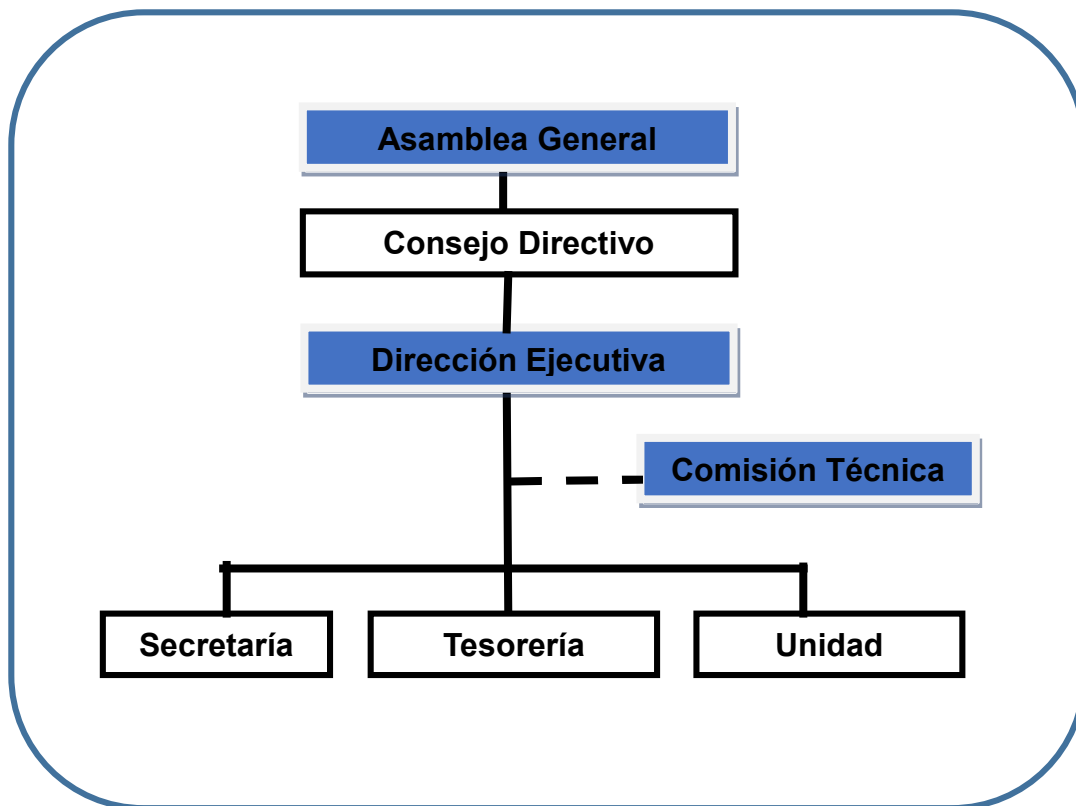 Asamblea General
Consejo Directivo
Dirección Ejecutiva
Comisión Técnica
Secretaría
Tesorería
Unidad